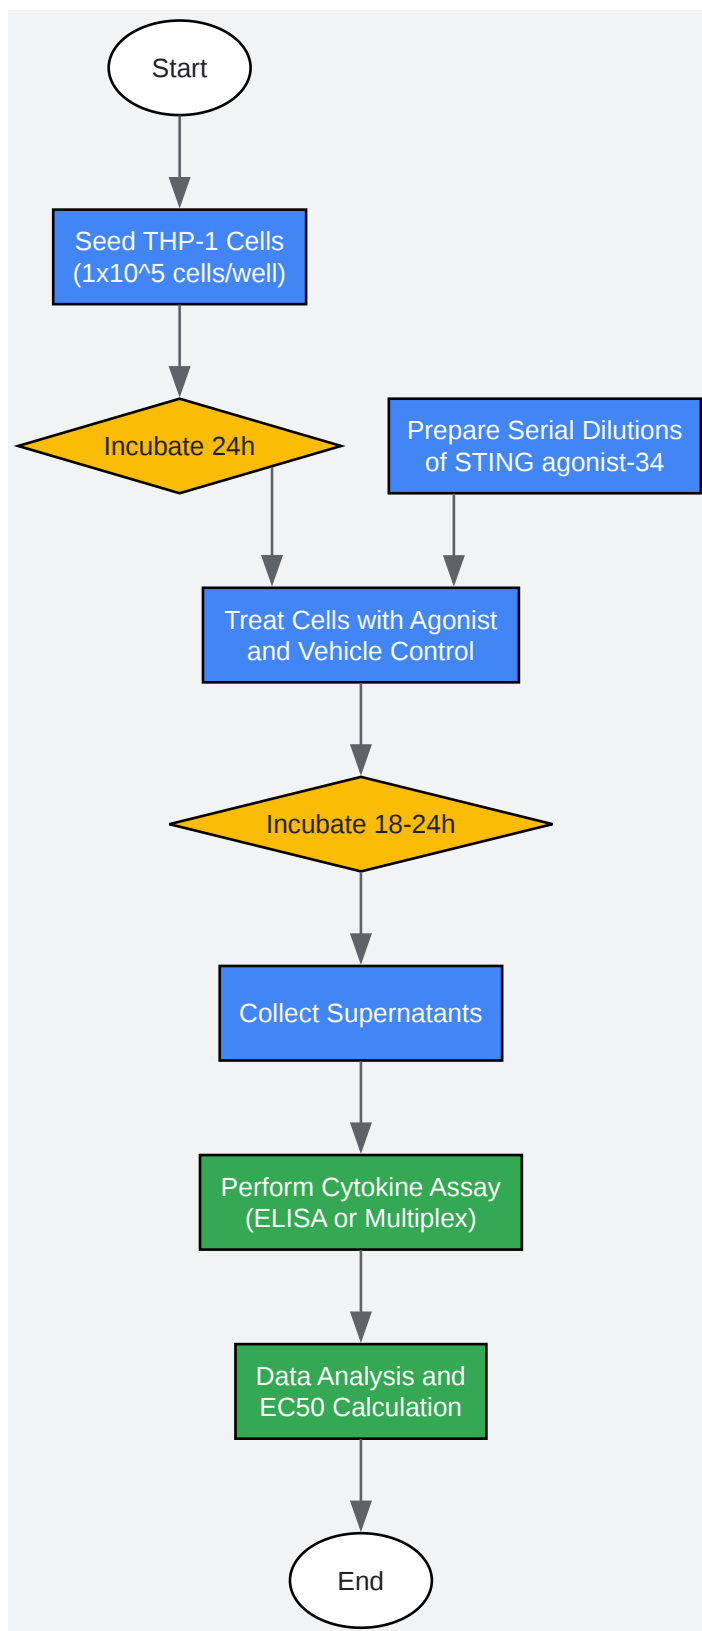 Start
Seed THP-1 Cells
(1x10^5 cells/well)
Incubate 24h
Prepare Serial Dilutions
of STING agonist-34
Treat Cells with Agonist
and Vehicle Control
Incubate 18-24h
Collect Supernatants
Perform Cytokine Assay
(ELISA or Multiplex)
Data Analysis and
EC50 Calculation
End